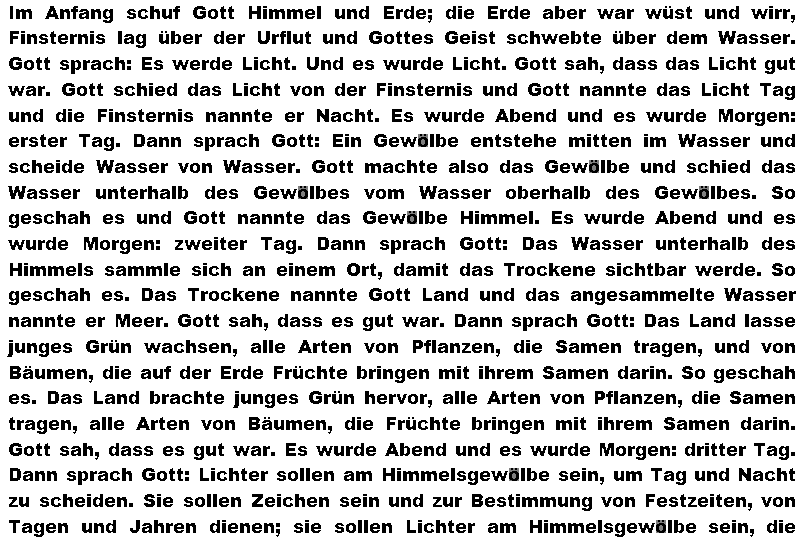 Im Anfang schuf Gott Himmel und Erde; die Erde aber war wüst und wirr,
Finsternis lag über der Urflut und Gottes Geist schwebte über dem Wasser.
Gott sprach: Es werde Licht. Und es wurde Licht. Gott sah, dass das Licht gut
war. Gott schied das Licht von der Finsternis und Gott nannte das Licht Tag
und die Finsternis nannte er Nacht. Es wurde Abend und es wurde Morgen:
erster Tag. Dann sprach Gott: Ein Gewölbe entstehe mitten im Wasser und
scheide Wasser von Wasser. Gott machte also das Gewölbe und schied das
Wasser unterhalb des Gewölbes vom Wasser oberhalb des Gewölbes. So
geschah es und Gott nannte das Gewölbe Himmel. Es wurde Abend und es
wurde Morgen: zweiter Tag. Dann sprach Gott: Das Wasser unterhalb des
Himmels sammle sich an einem Ort, damit das Trockene sichtbar werde. So
geschah es. Das Trockene nannte Gott Land und das angesammelte Wasser
nannte er Meer. Gott sah, dass es gut war. Dann sprach Gott: Das Land lasse
junges Grün wachsen, alle Arten von Pflanzen, die Samen tragen, und von
Bäumen, die auf der Erde Früchte bringen mit ihrem Samen darin. So geschah
es. Das Land brachte junges Grün hervor, alle Arten von Pflanzen, die Samen
tragen, alle Arten von Bäumen, die Früchte bringen mit ihrem Samen darin.
Gott sah, dass es gut war. Es wurde Abend und es wurde Morgen: dritter Tag.
Dann sprach Gott: Lichter sollen am Himmelsgewölbe sein, um Tag und Nacht
zu scheiden. Sie sollen Zeichen sein und zur Bestimmung von Festzeiten, von
Tagen und Jahren dienen; sie sollen Lichter am Himmelsgewölbe sein, die